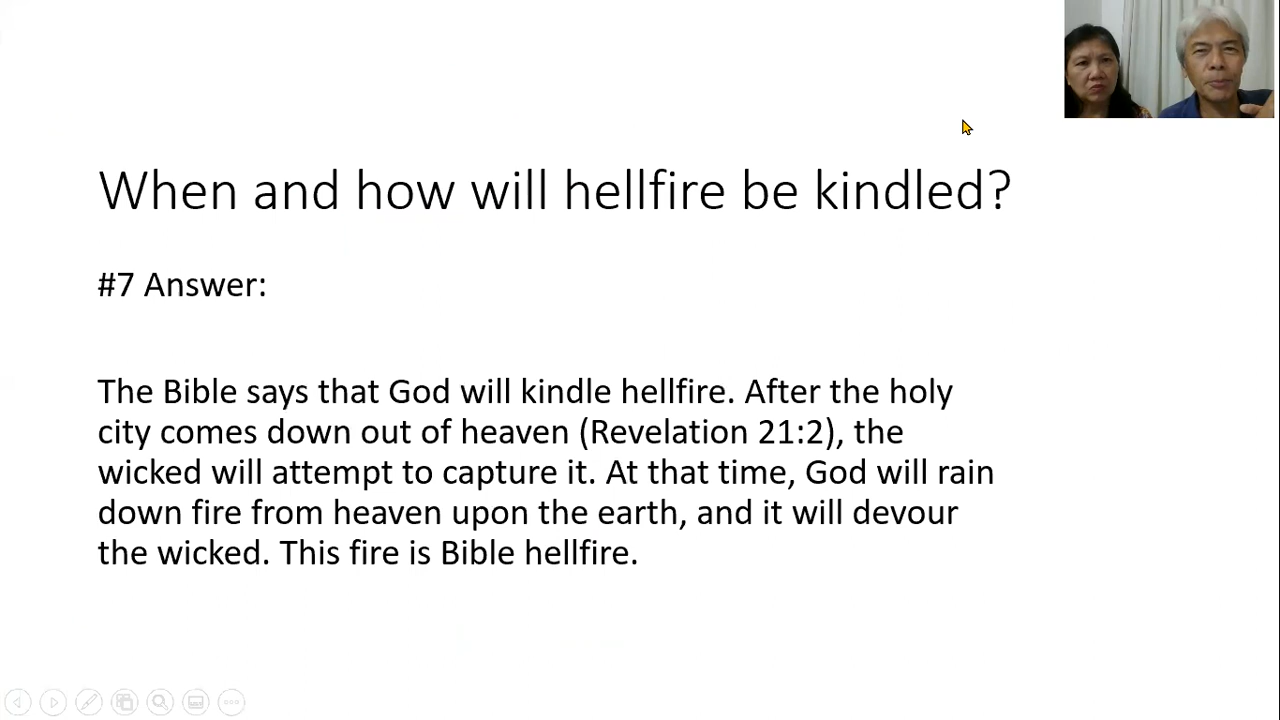 When and how will hellfire be kindled?
#7 Answer:
The Bible says that God will kindle hellfire. After the holy
city comes down out of heaven (Revelation 21:2), the
wicked will attempt to capture it. At that time, God will rain
down fire from heaven upon the earth, and it will devour
the wicked. This fire is Bible hellfire.